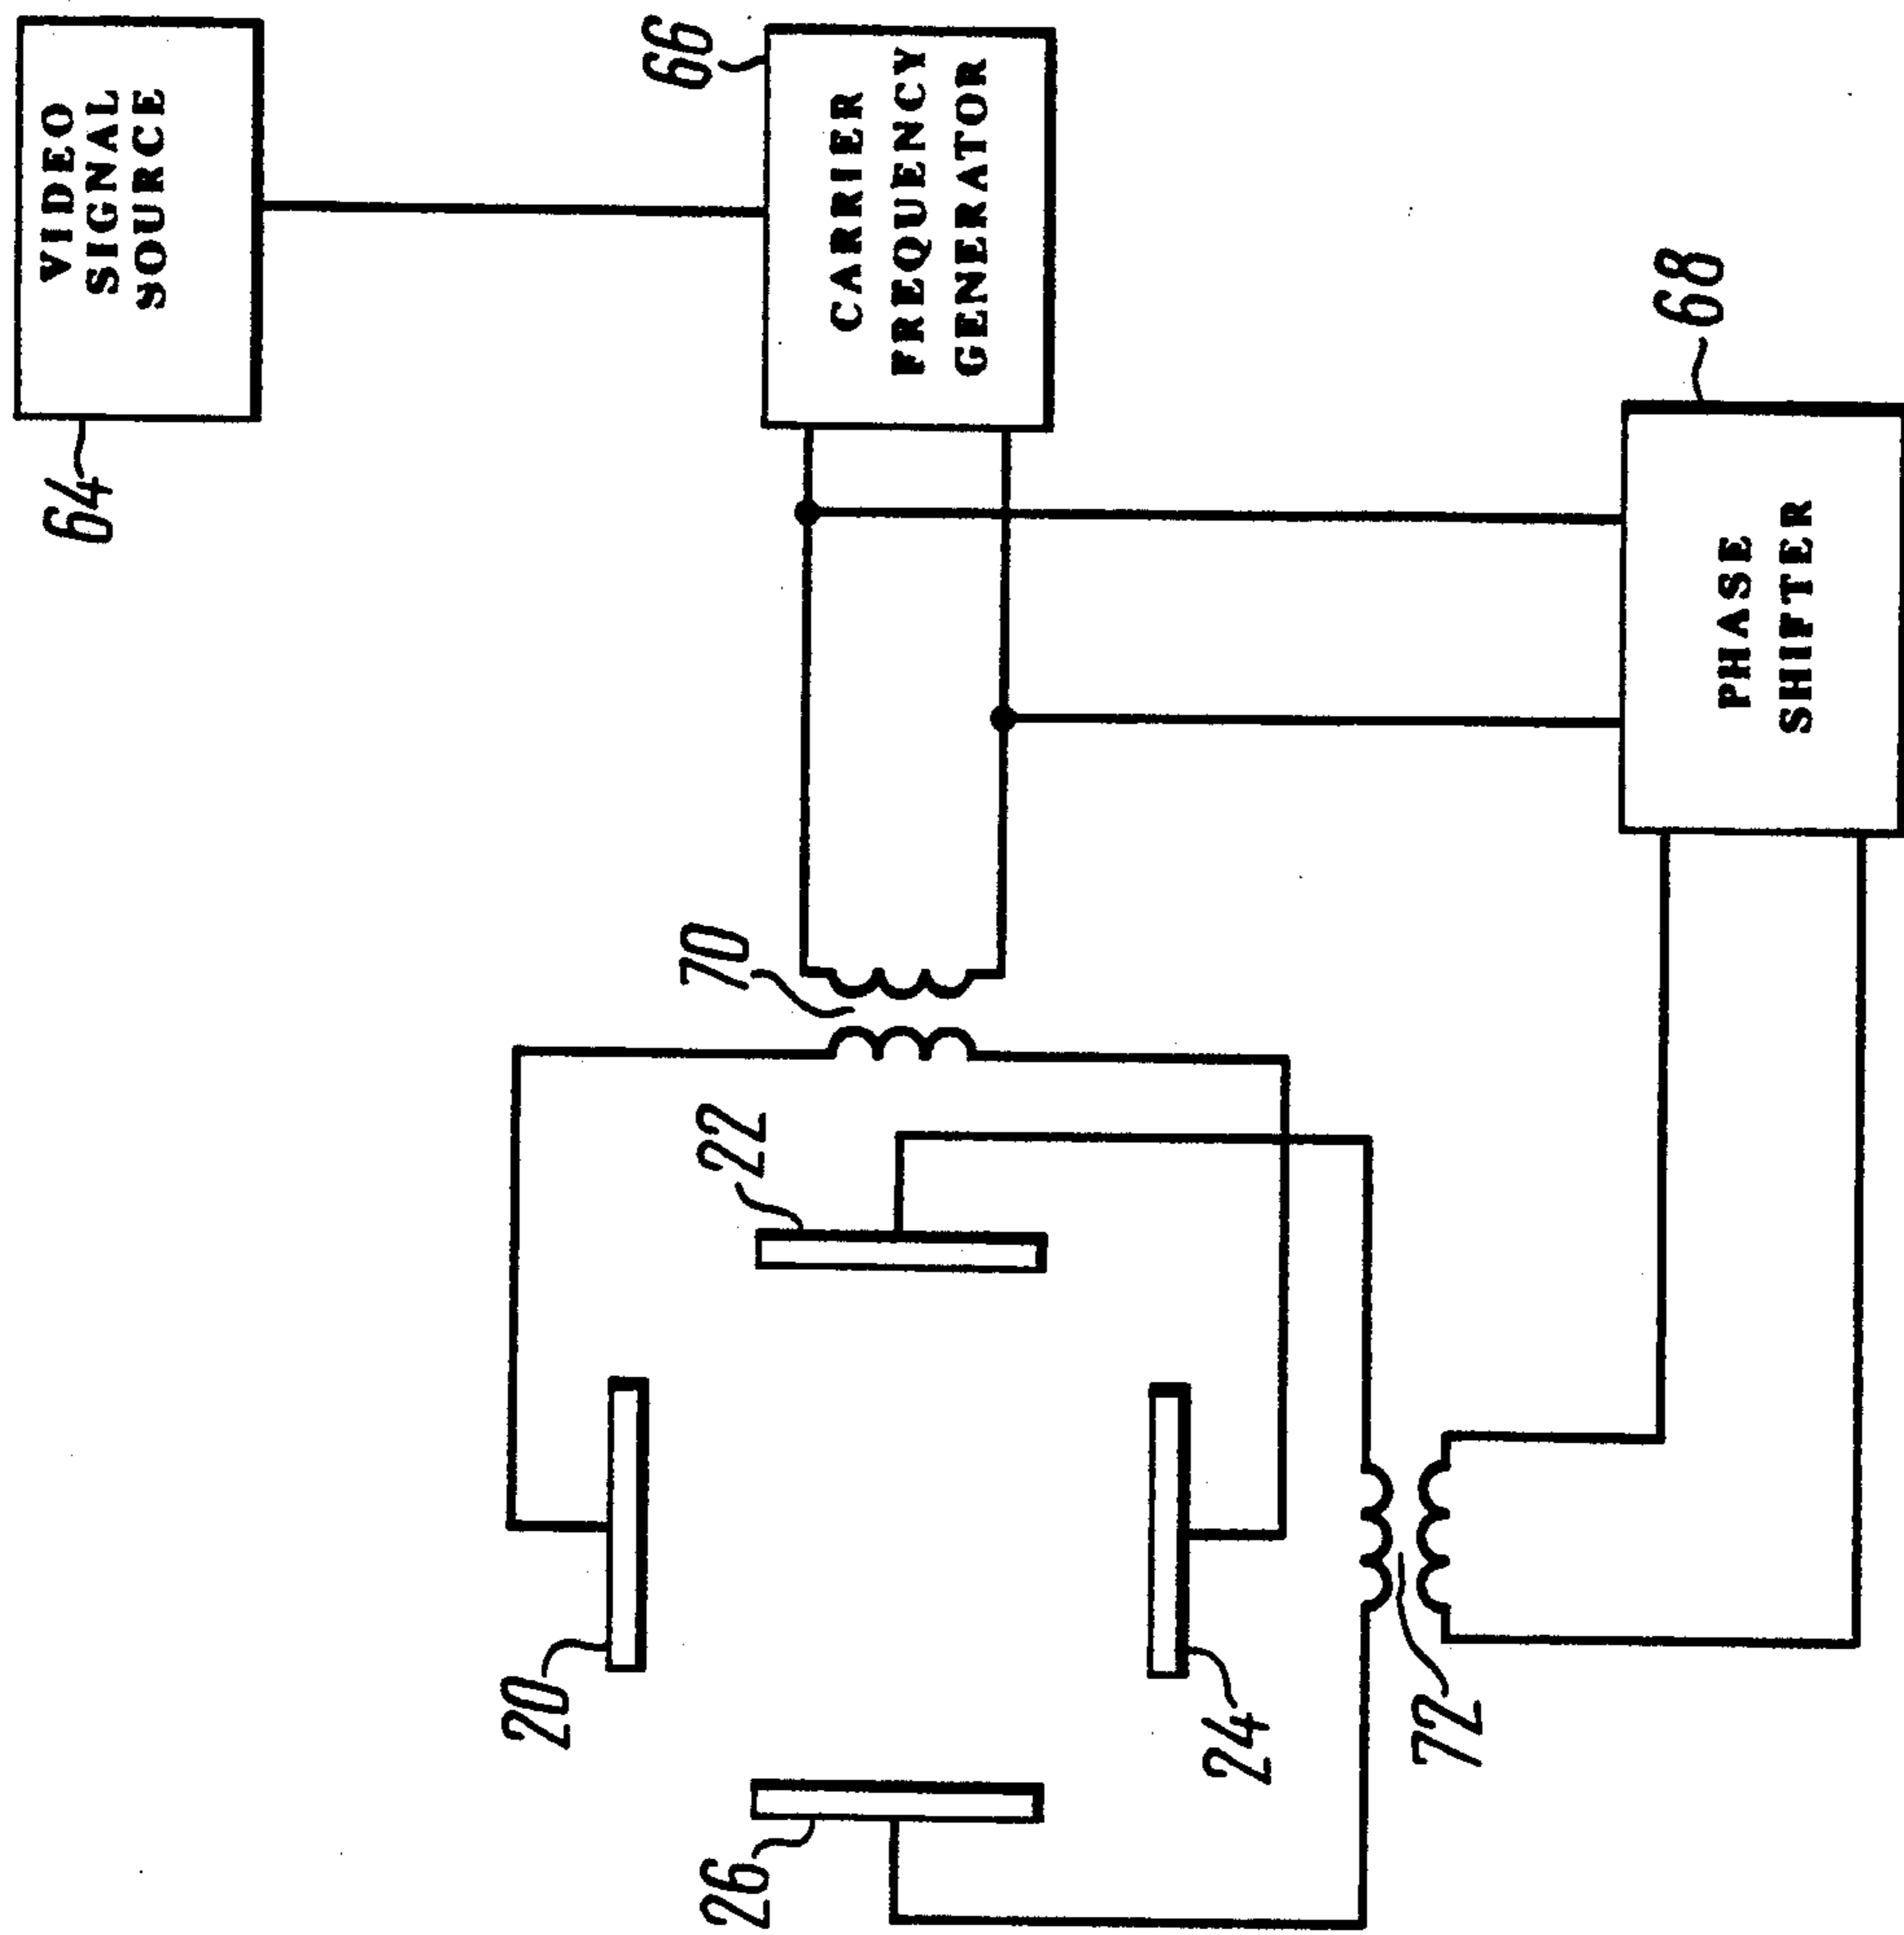 VIDEO
SIGNAL
SOURCE
64
66
CARRIER
FREQUENCY
GENERATOR
68
PHASE
SHIFTER
70
22
20
24
72
26